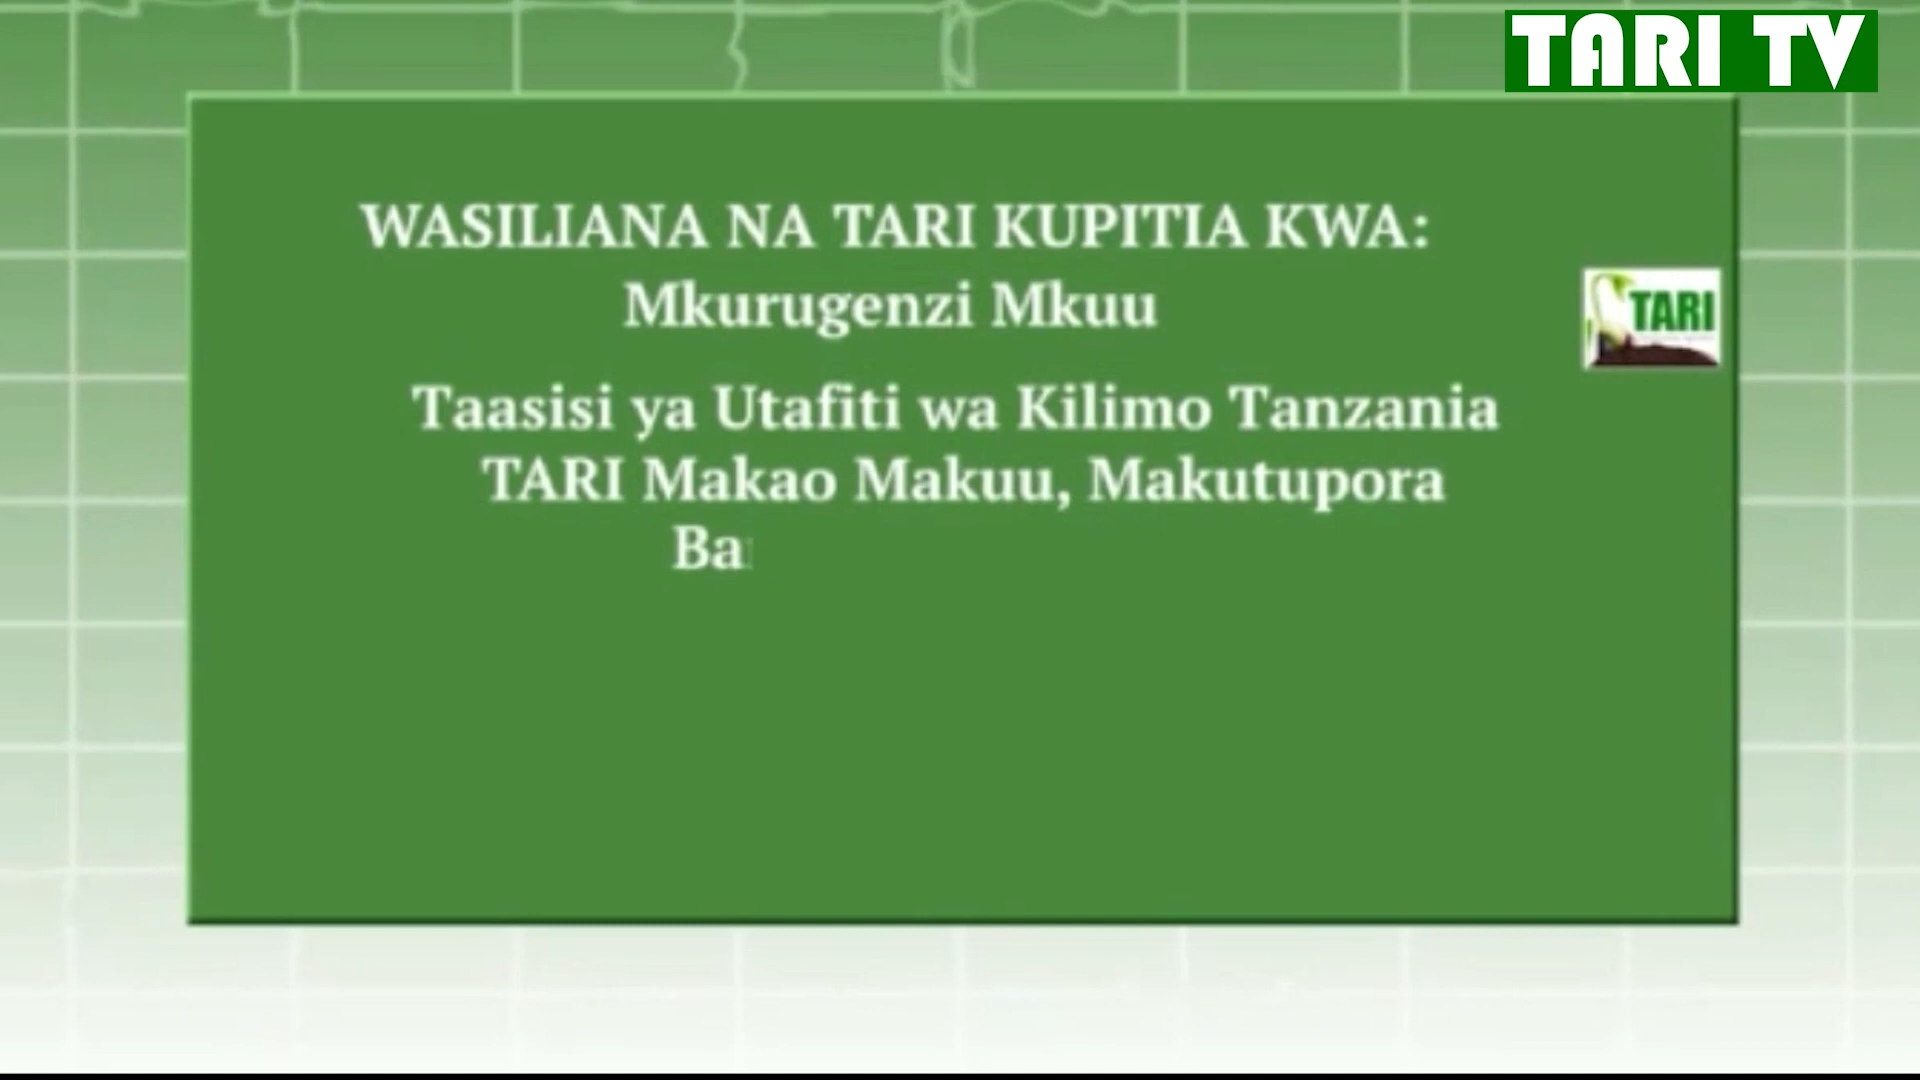 TARI TV
WASILIANA NA TARI KUPITIA KWA:
Mkurugenzi Mkuu
TARI
Taasisi ya Utafiti wa Kilimo Tanzania
TARI Makao Makuu, Makutupora
Ba